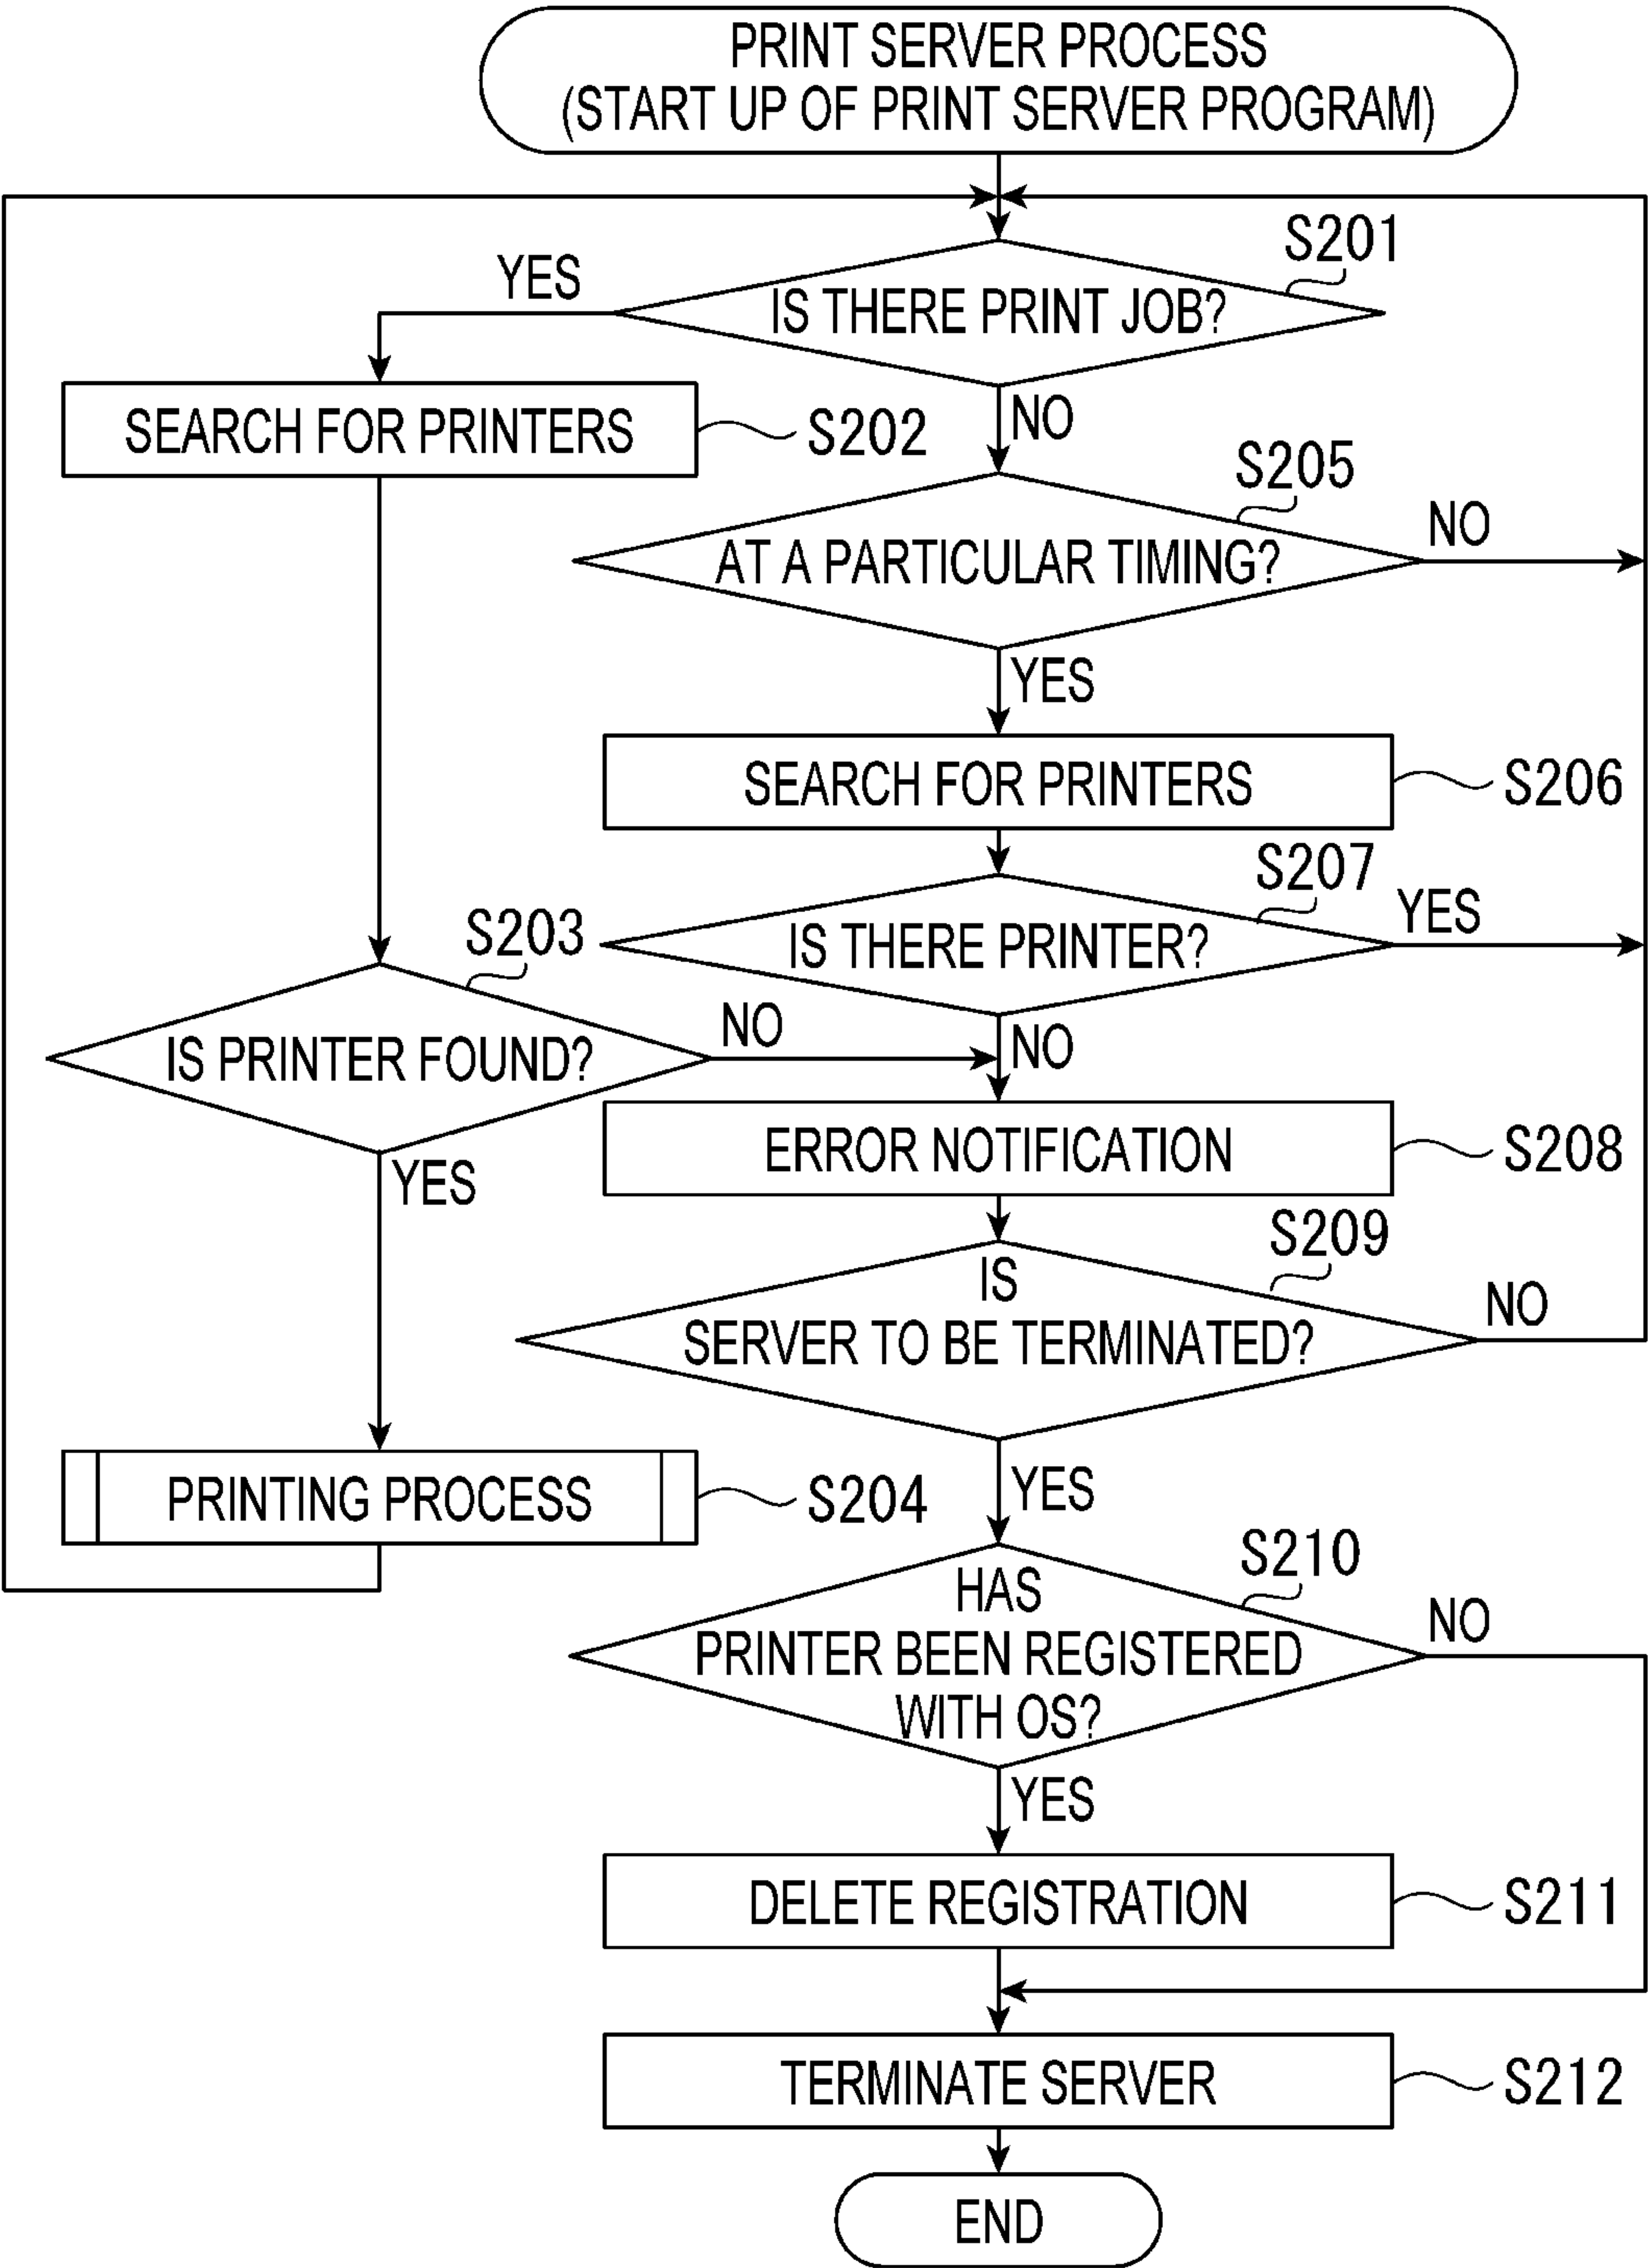 PRINT SERVER PROCESS
(START UP OF PRINT SERVER PROGRAM)
S201
YES
IS THERE PRINT JOB?
NO
SEARCH FOR PRINTERS
S202
S205
NO
AT A PARTICULAR TIMING?
YES
SEARCH FOR PRINTERS
S206
S207
YES
IS THERE PRINTER?
S203
NO
NO
IS PRINTER FOUND?
YES
ERROR NOTIFICATION
S208
S209
IS
NO
SERVER TO BE TERMINATED?
YES
PRINTING PROCESS
S204
S210
HAS
NO
PRINTER BEEN REGISTERED
WITH OS?
YES
DELETE REGISTRATION
S211
TERMINATE SERVER
S212
END